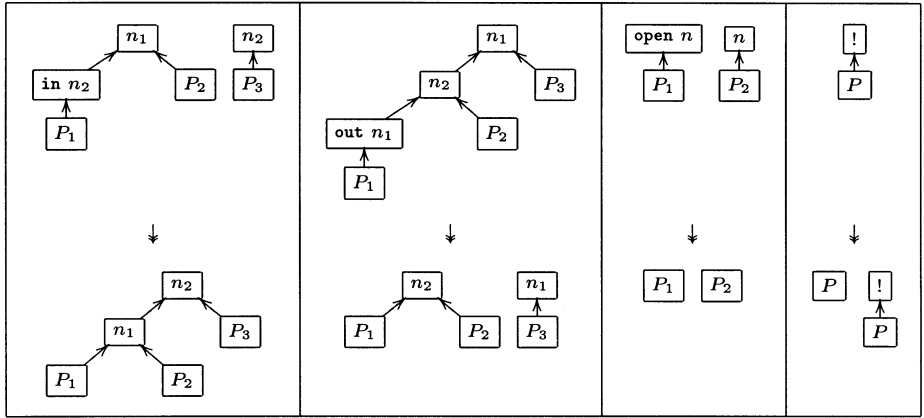 n₁ n₂
in n₂ P₂ P₃
P₁
n₂ n₁
n₁ P₃
P₁ P₂
n₁
n₂ P₃
out n₁ P₂
P₁
n₂ n₁
P₁ P₂ P₃
open n n
P₁ P₂
P₁ P₂
!
P
P !
P